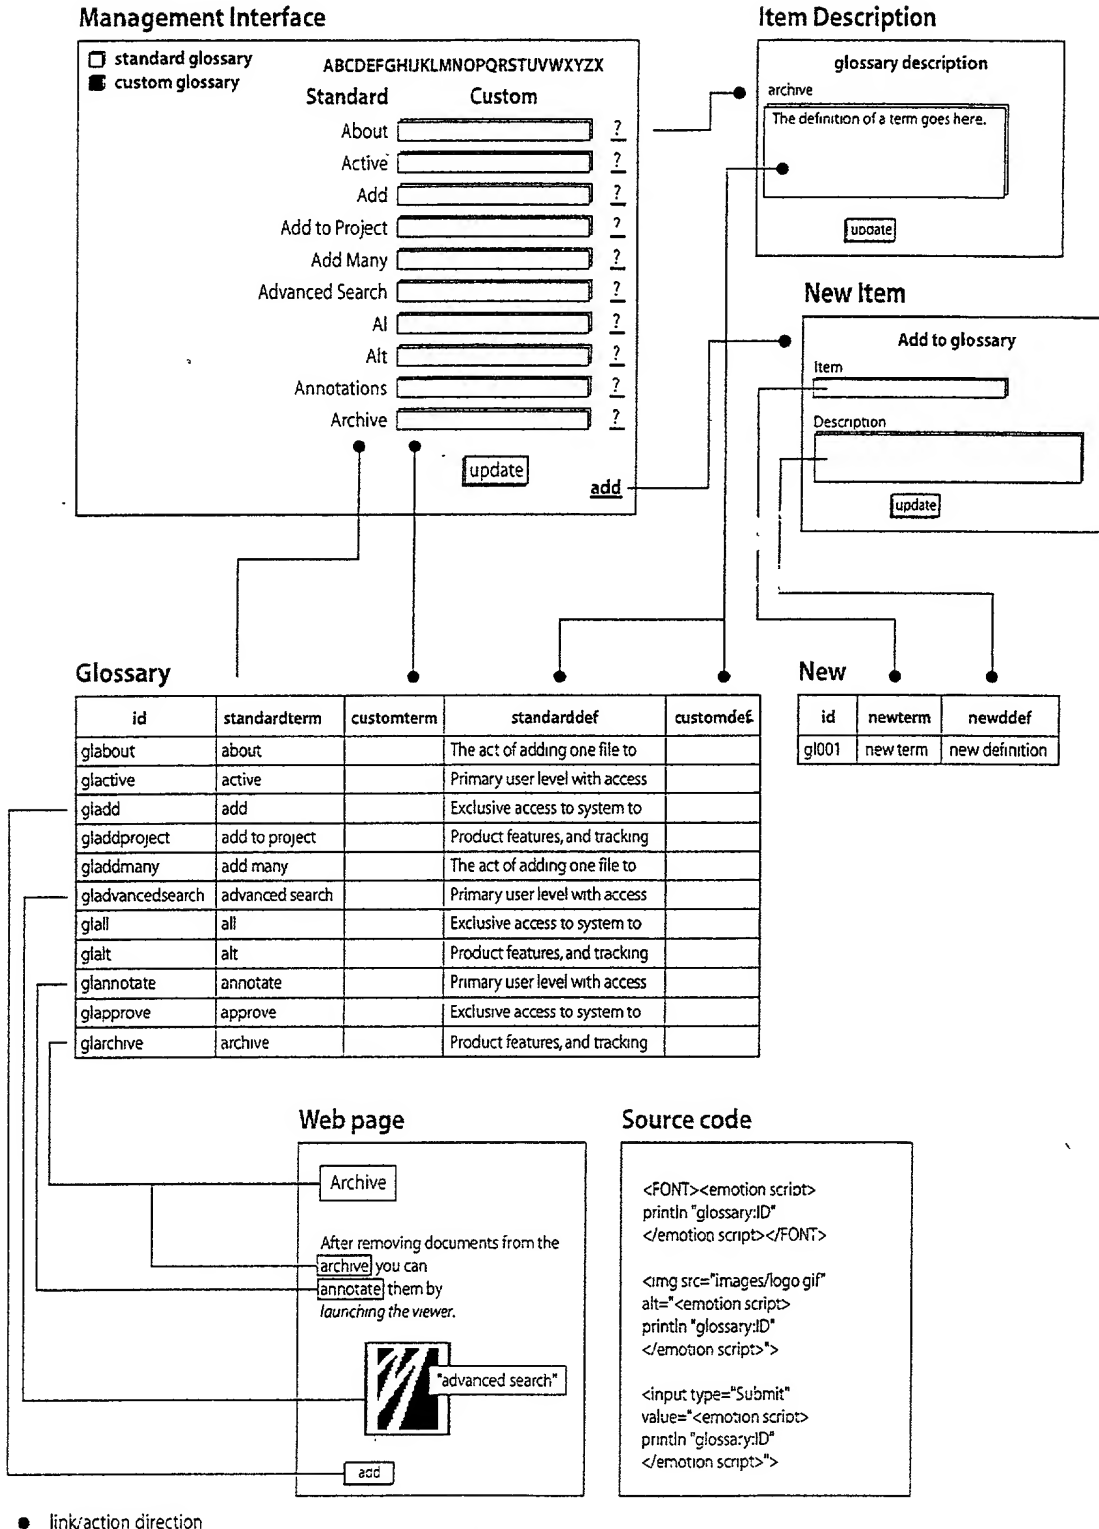 Management Interface
standard glossary
custom glossary
ABCDEFGHIJKLMNOPQRSTUVWXYZX
Standard Custom
About ?
Active ?
Add ?
Add to Project ?
Add Many ?
Advanced Search ?
Al ?
Alt ?
Annotations ?
Archive ?
update
add
Item Description
glossary description
archive
The definition of a term goes here.
update
New Item
Add to glossary
Item
Description
update
Glossary
id standardterm customterm standarddef customdef
glabout about The act of adding one file to
glactive active Primary user level with access
gladd add Exclusive access to system to
gladdproject add to project Product features, and tracking
gladdmany add many The act of adding one file to
gladvancedsearch advanced search Primary user level with access
glall all Exclusive access to system to
glalt alt Product features, and tracking
glannotate annotate Primary user level with access
glapprove approve Exclusive access to system to
glarchive archive Product features, and tracking
New
id newterm newddef
gl001 new term new definition
Web page
Archive
After removing documents from the
archive you can
annotate them by
launching the viewer.
"advanced search"
add
Source code
<FONT><emotion script>
println "glossary:ID"
</emotion script></FONT>
<img src="images/logo gif"
alt="<emotion script>
println "glossary:ID"
</emotion script>">
<input type="Submit"
value="<emotion script>
println "glossary:ID"
</emotion script>">
link/action direction